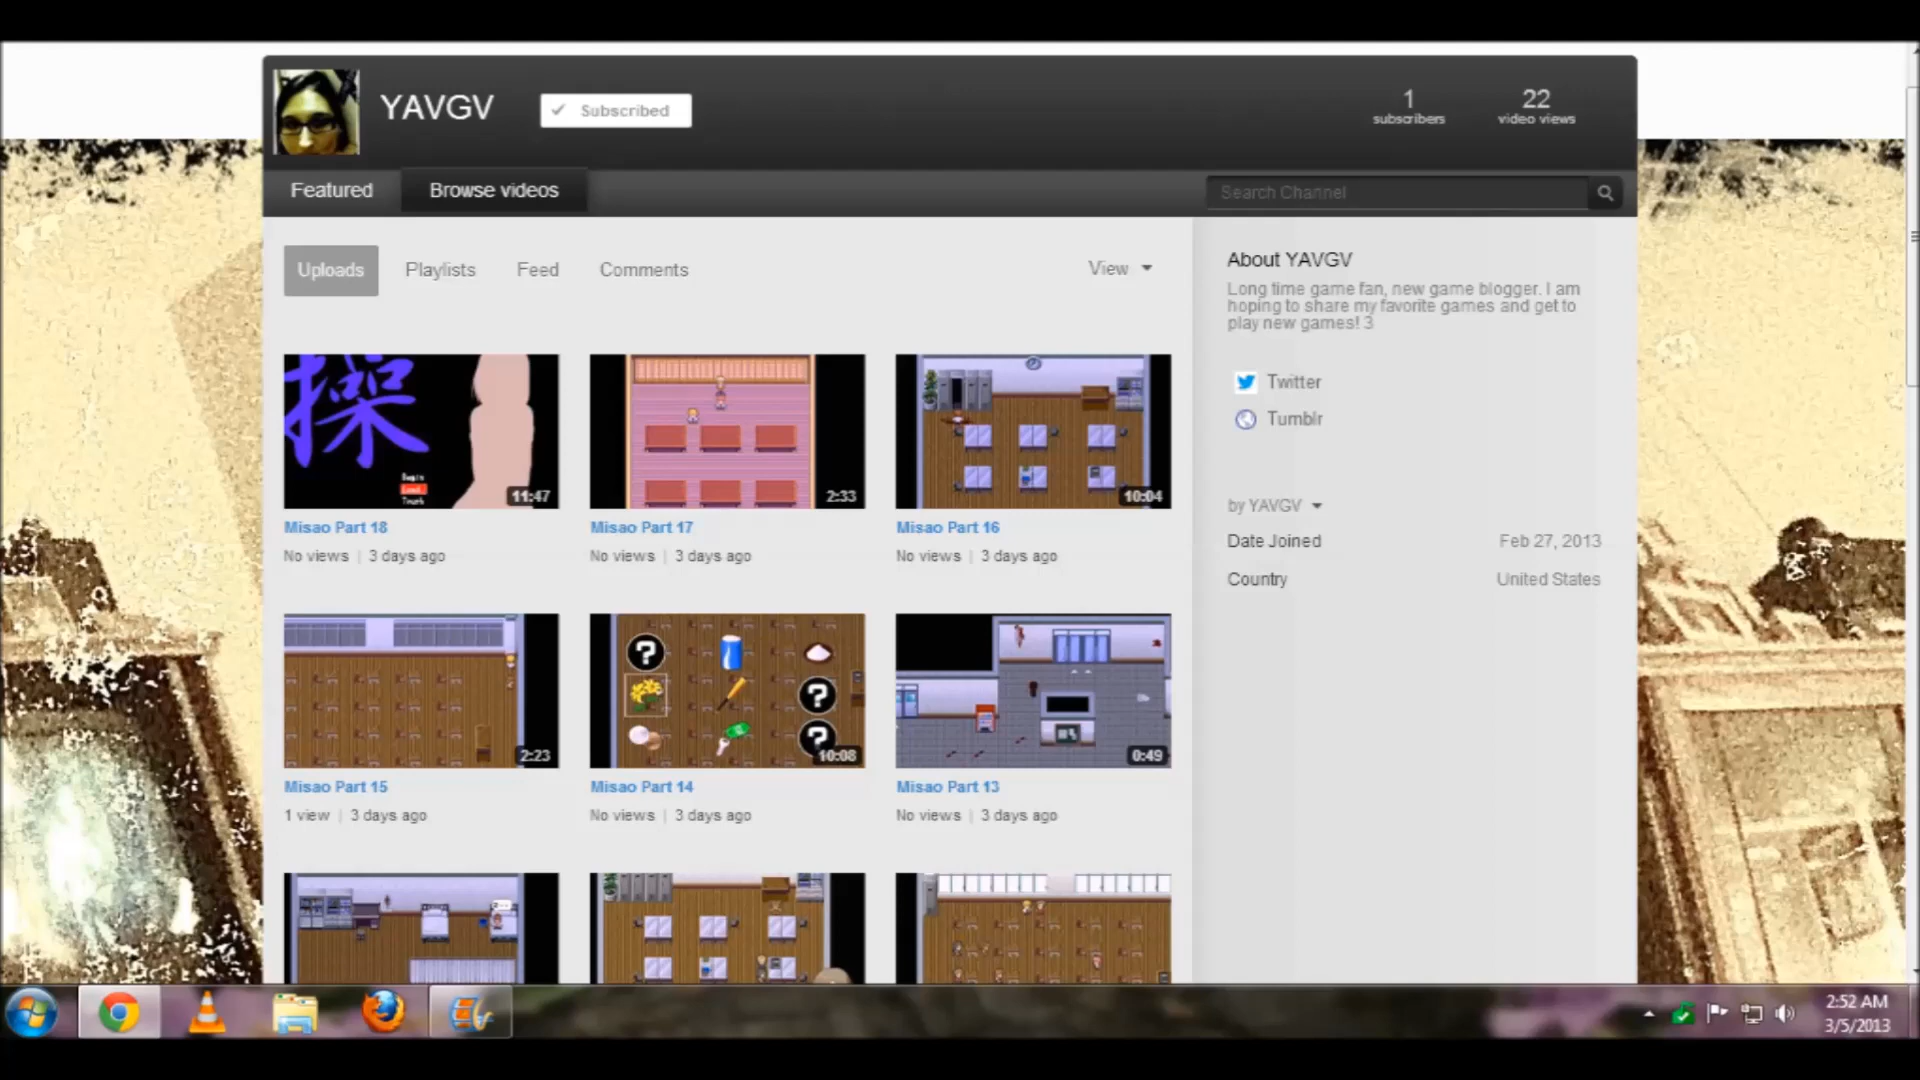 YAVGV
Subscribed
1
subscribers
22
video views
Featured
Browse videos
Search Channel
Uploads
Playlists
Feed
Comments
View
操
11:47
2:33
10:04
Misao Part 18
No views | 3 days ago
Misao Part 17
No views | 3 days ago
Misao Part 16
No views | 3 days ago
?
?
?
2:23
10:08
0:49
Misao Part 15
1 view | 3 days ago
Misao Part 14
No views | 3 days ago
Misao Part 13
No views | 3 days ago
About YAVGV
Long time game fan, new game blogger. I am
hoping to share my favorite games and get to
play new games! 3
Twitter
Tumblr
by YAVGV
Date Joined
Feb 27, 2013
Country
United States
2:52 AM
3/5/2013